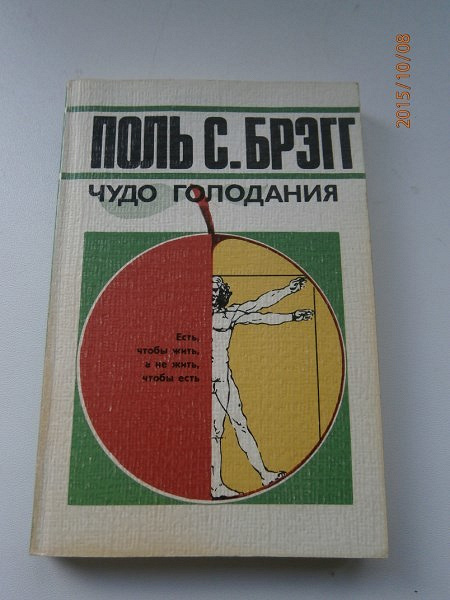 2015/10/08
ПОЛЬ С. БРЭГГ
ЧУДО ГОЛОДАНИЯ
Есть,
чтобы жить,
а не жить,
чтобы есть